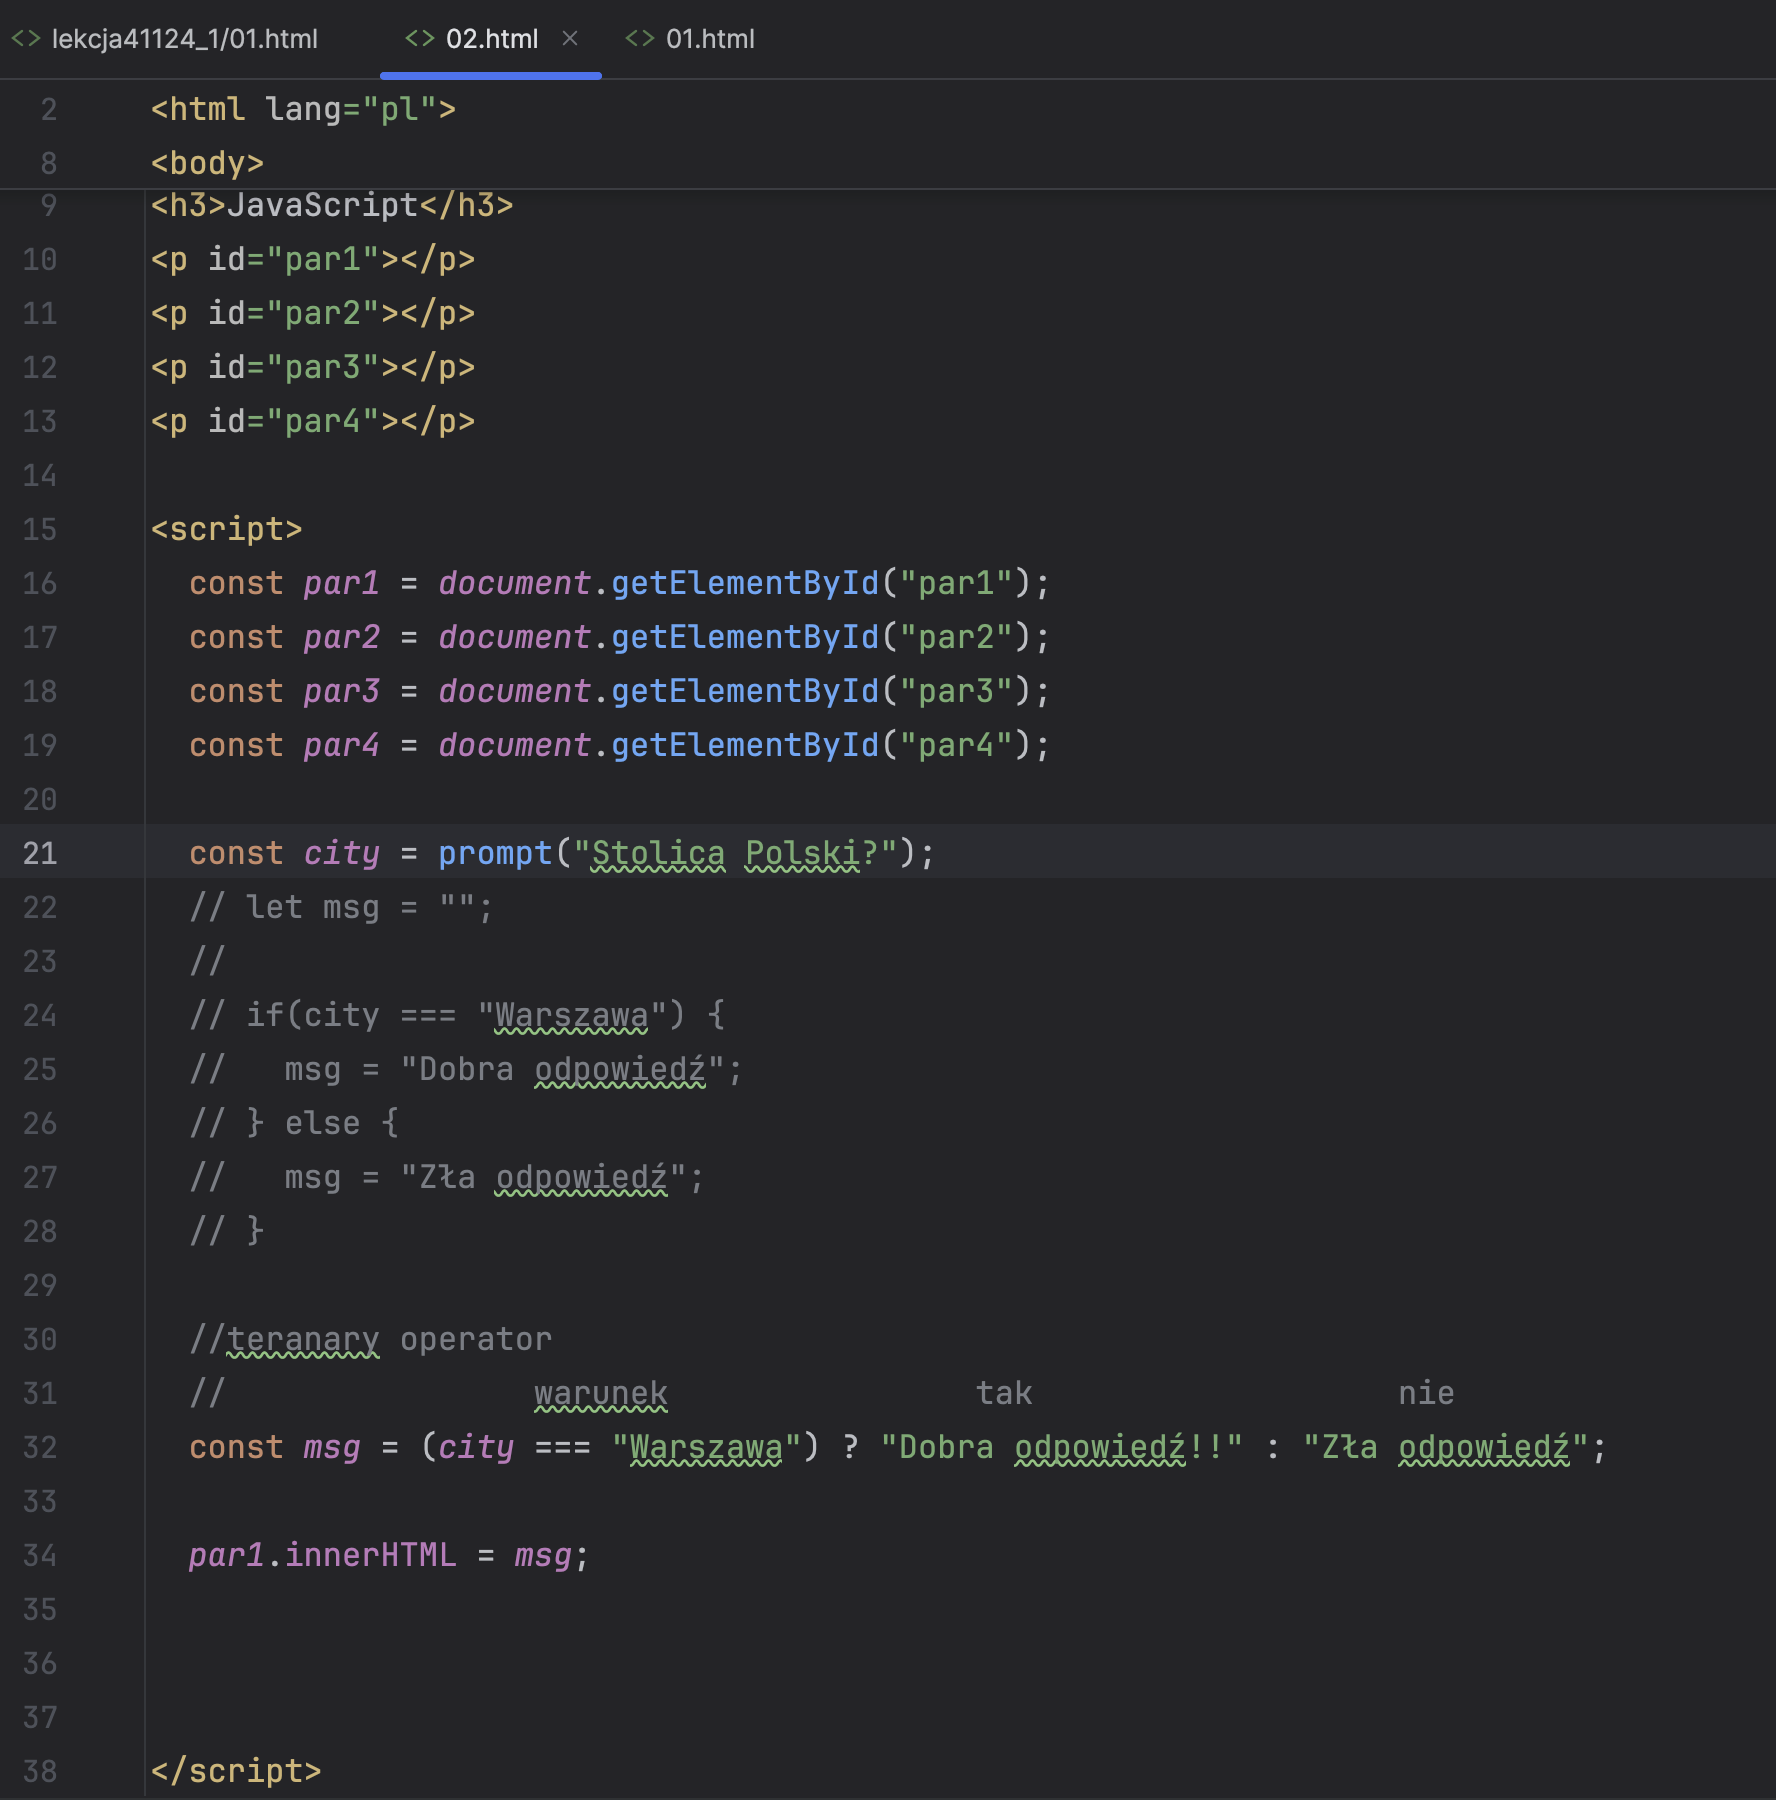 lekcja41124_1/01.html 02.html 01.html
2 <html lang="pl">
8 <body>
9 <h3>JavaScript</h3>
10 <p id="par1"></p>
11 <p id="par2"></p>
12 <p id="par3"></p>
13 <p id="par4"></p>
14
15 <script>
16 const par1 = document.getElementById("par1");
17 const par2 = document.getElementById("par2");
18 const par3 = document.getElementById("par3");
19 const par4 = document.getElementById("par4");
20
21 const city = prompt("Stolica Polski?");
22 // let msg = "";
23 //
24 // if(city === "Warszawa") {
25 //   msg = "Dobra odpowiedź";
26 // } else {
27 //   msg = "Zła odpowiedź";
28 // }
29
30 //teranary operator
31 // warunek tak nie
32 const msg = (city === "Warszawa") ? "Dobra odpowiedź!!" : "Zła odpowiedź";
33
34 par1.innerHTML = msg;
35
36
37
38 </script>